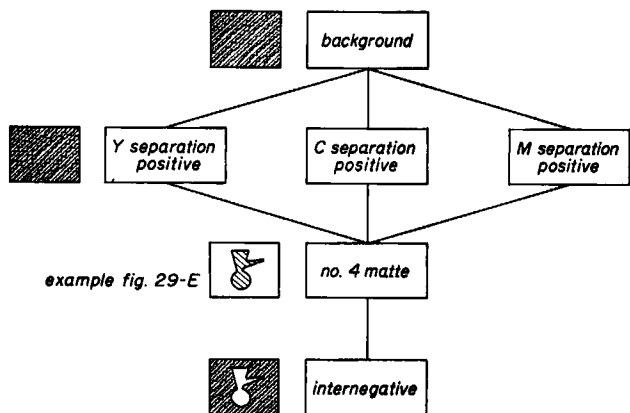 background
Y separation
positive
C separation
positive
M separation
positive
example fig. 29-E
no. 4 matte
internegative